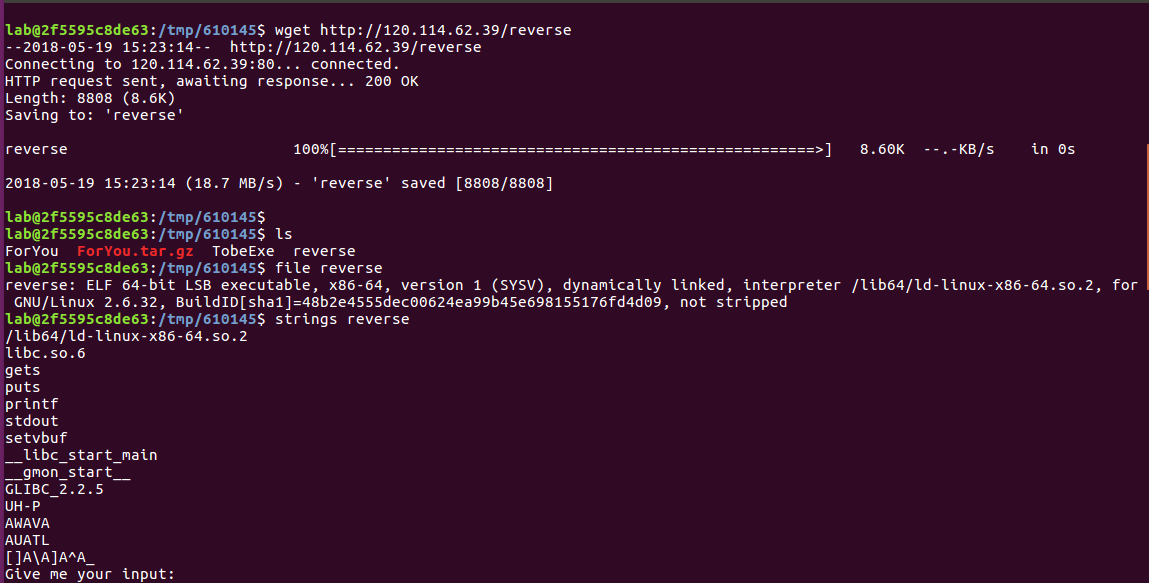 lab@2f5595c8de63:/tmp/610145$ wget http://120.114.62.39/reverse
--2018-05-19 15:23:14--  http://120.114.62.39/reverse
Connecting to 120.114.62.39:80... connected.
HTTP request sent, awaiting response... 200 OK
Length: 8808 (8.6K)
Saving to: 'reverse'
reverse                         100%[=====================================================>]   8.60K  --.-KB/s    in 0s
2018-05-19 15:23:14 (18.7 MB/s) - 'reverse' saved [8808/8808]
lab@2f5595c8de63:/tmp/610145$
lab@2f5595c8de63:/tmp/610145$ ls
ForYou  ForYou.tar.gz  TobeExe  reverse
lab@2f5595c8de63:/tmp/610145$ file reverse
reverse: ELF 64-bit LSB executable, x86-64, version 1 (SYSV), dynamically linked, interpreter /lib64/ld-linux-x86-64.so.2, for
 GNU/Linux 2.6.32, BuildID[sha1]=48b2e4555dec00624ea99b45e698155176fd4d09, not stripped
lab@2f5595c8de63:/tmp/610145$ strings reverse
/lib64/ld-linux-x86-64.so.2
libc.so.6
gets
puts
printf
stdout
setvbuf
__libc_start_main
__gmon_start__
GLIBC_2.2.5
UH-P
AWAVA
AUATL
[]A\A]A^A_
Give me your input: